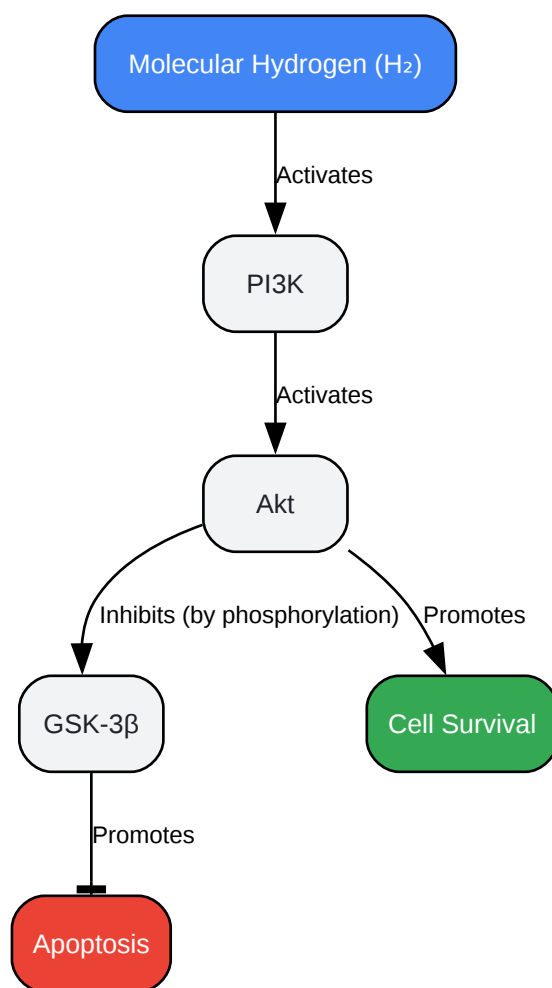 Molecular Hydrogen (H₂)
Activates
PI3K
Activates
Akt
Inhibits (by phosphorylation)
Promotes
GSK-3β
Cell Survival
Promotes
Apoptosis